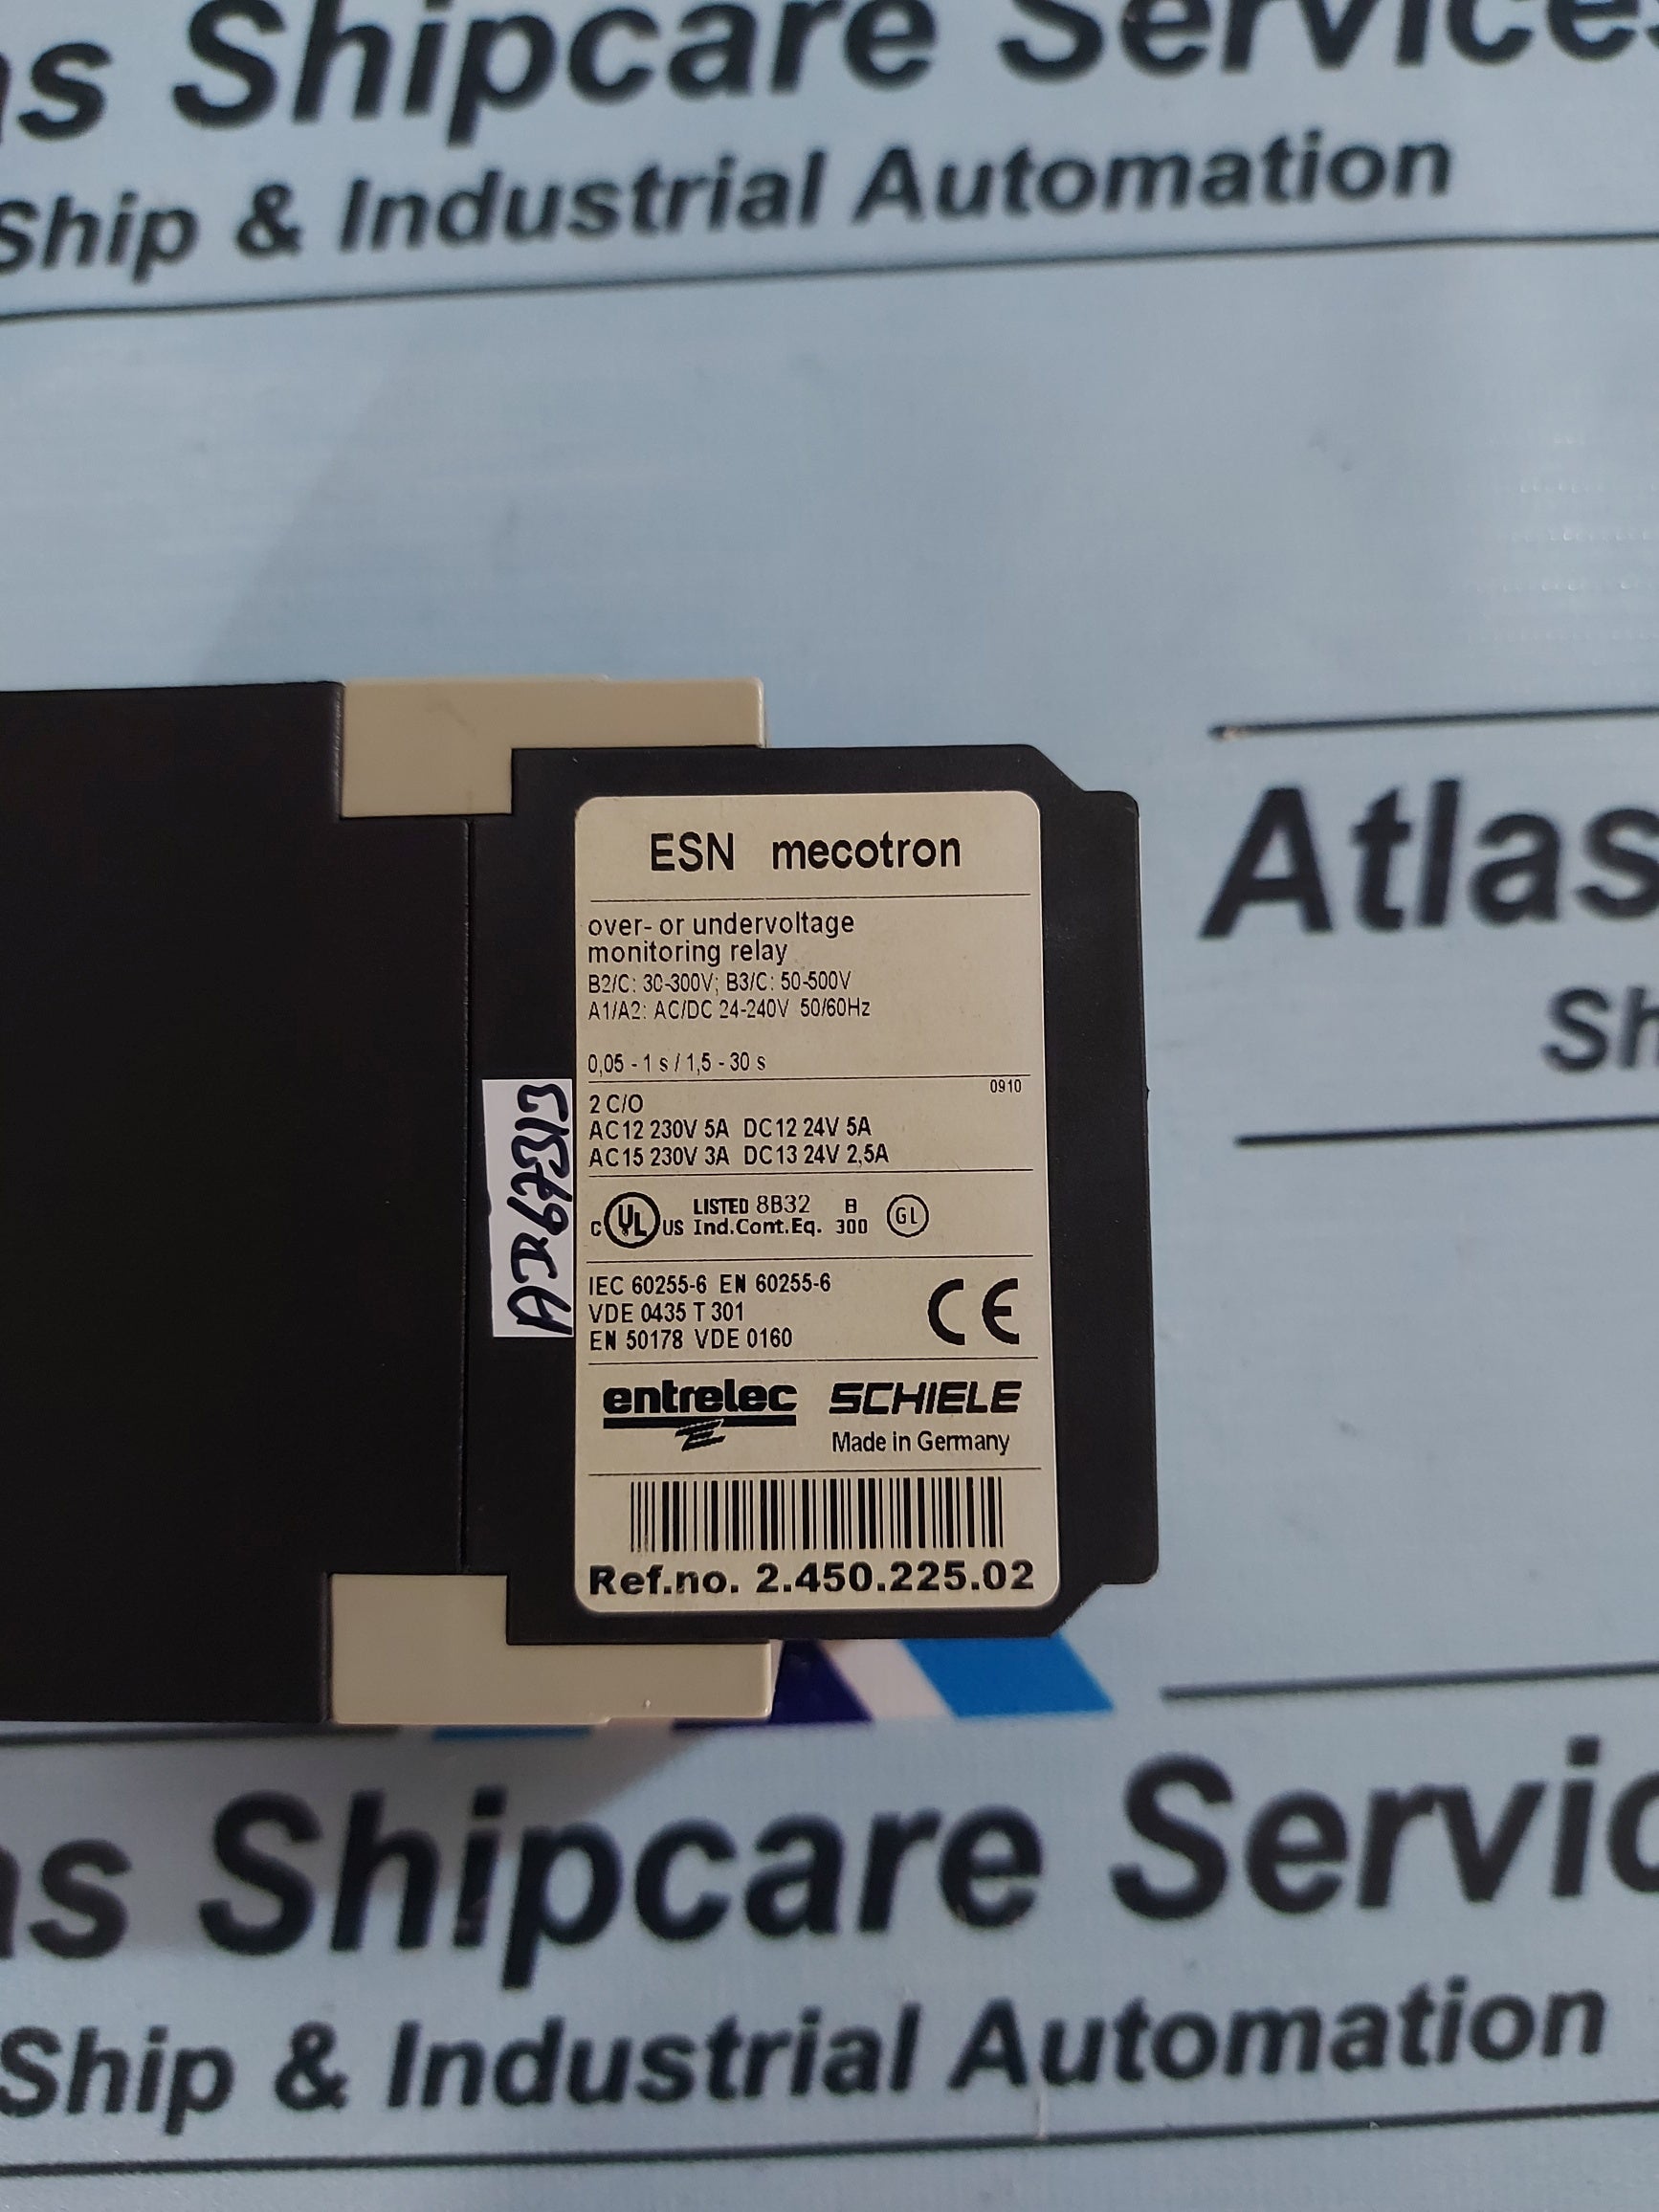 as Shipcare Services
Ship & Industrial Automation
Atlas
Sh
ESN mecotron
over- or undervoltage
monitoring relay
B2/C: 30-300V; B3/C: 50-500V
A1/A2: AC/DC 24-240V 50/60Hz
0,05 - 1 s / 1,5 - 30 s
0910
2 C/O
AC12 230V 5A DC12 24V 5A
AC15 230V 3A DC13 24V 2,5A
C UL US LISTED 8B32 B
Ind.Cont.Eq. 300 GL
IEC 60255-6 EN 60255-6
VDE 0435 T 301
EN 50178 VDE 0160
CE
entrelec SCHIELE
Made in Germany
Ref.no. 2.450.225.02
as Shipcare Servic
Ship & Industrial Automation